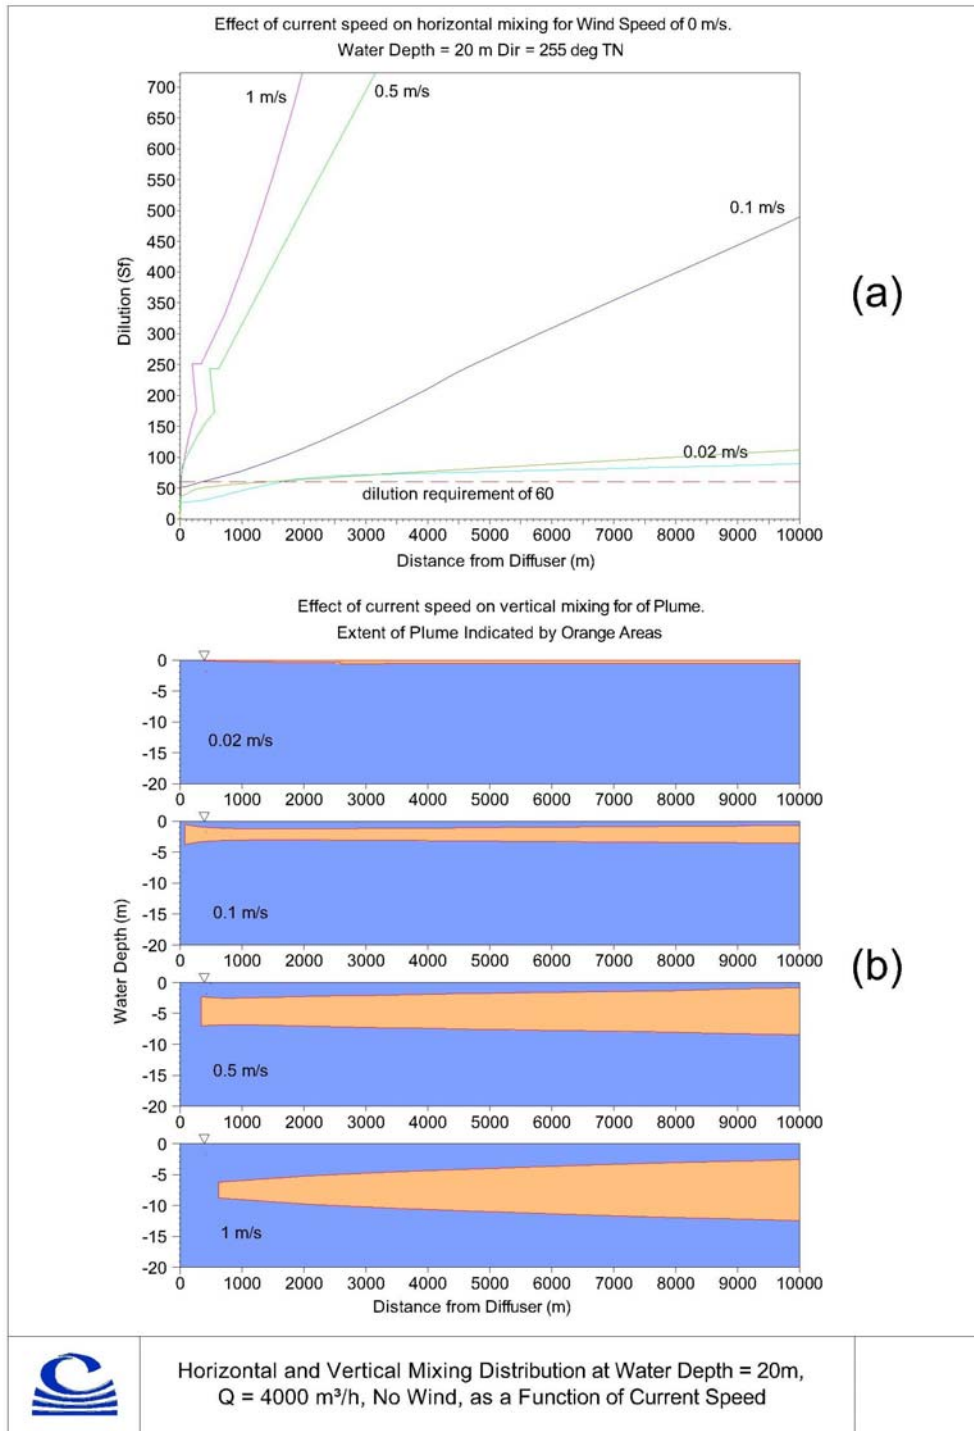 Effect of current speed on horizontal mixing for Wind Speed of 0 m/s.
Water Depth = 20 m Dir = 255 deg TN
700
650
600
550
500
450
400
350
300
250
200
150
100
50
0
Dilution (Sf)
1 m/s
0.5 m/s
0.1 m/s
0.02 m/s
dilution requirement of 60
0 1000 2000 3000 4000 5000 6000 7000 8000 9000 10000
Distance from Diffuser (m)
(a)
Effect of current speed on vertical mixing for of Plume.
Extent of Plume Indicated by Orange Areas
0
-5
-10
-15
-20
0.02 m/s
0 1000 2000 3000 4000 5000 6000 7000 8000 9000 10000
0
-5
-10
-15
-20
0.1 m/s
0 1000 2000 3000 4000 5000 6000 7000 8000 9000 10000
Water Depth (m)
(b)
0
-5
-10
-15
-20
0.5 m/s
0 1000 2000 3000 4000 5000 6000 7000 8000 9000 10000
0
-5
-10
-15
-20
1 m/s
0 1000 2000 3000 4000 5000 6000 7000 8000 9000 10000
Distance from Diffuser (m)
Horizontal and Vertical Mixing Distribution at Water Depth = 20m,
Q = 4000 m³/h, No Wind, as a Function of Current Speed